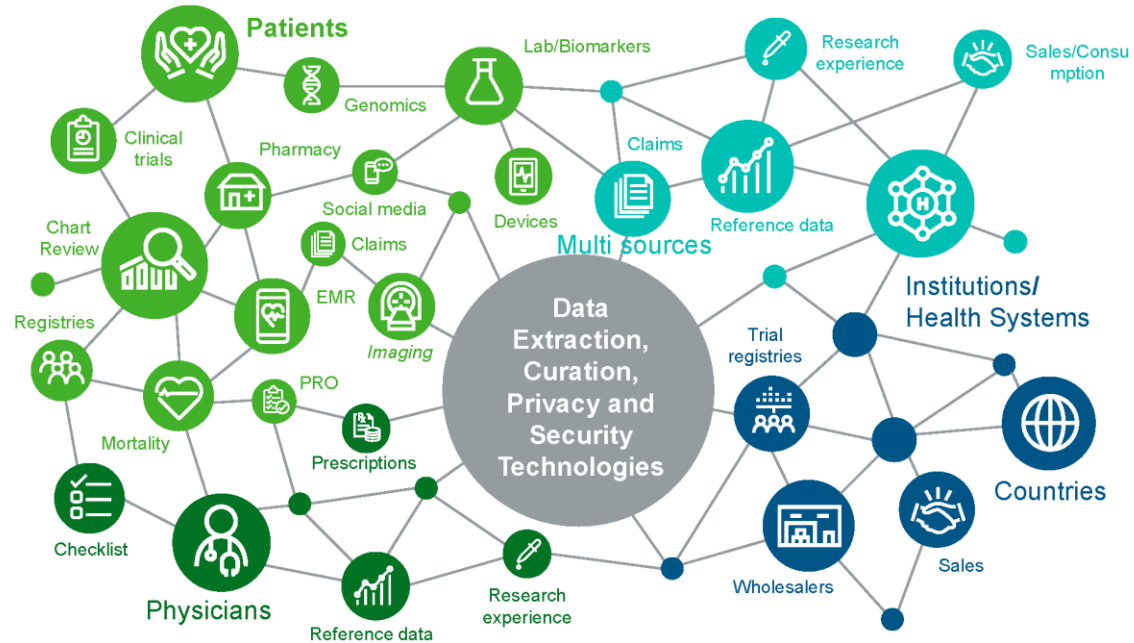 Patients
Lab/Biomarkers
Research
experience
Sales/Consu
mption
Genomics
Clinical
trials
Pharmacy
Claims
Social media
Devices
Reference data
Chart
Review
Claims
Multi sources
EMR
Institutions/
Health Systems
Registries
Imaging
Data
Extraction,
Curation,
Privacy and
Security
Technologies
Trial
registries
PRO
Mortality
Prescriptions
Rx
H
Countries
Checklist
Wholesalers
Sales
Physicians
Research
experience
Reference data